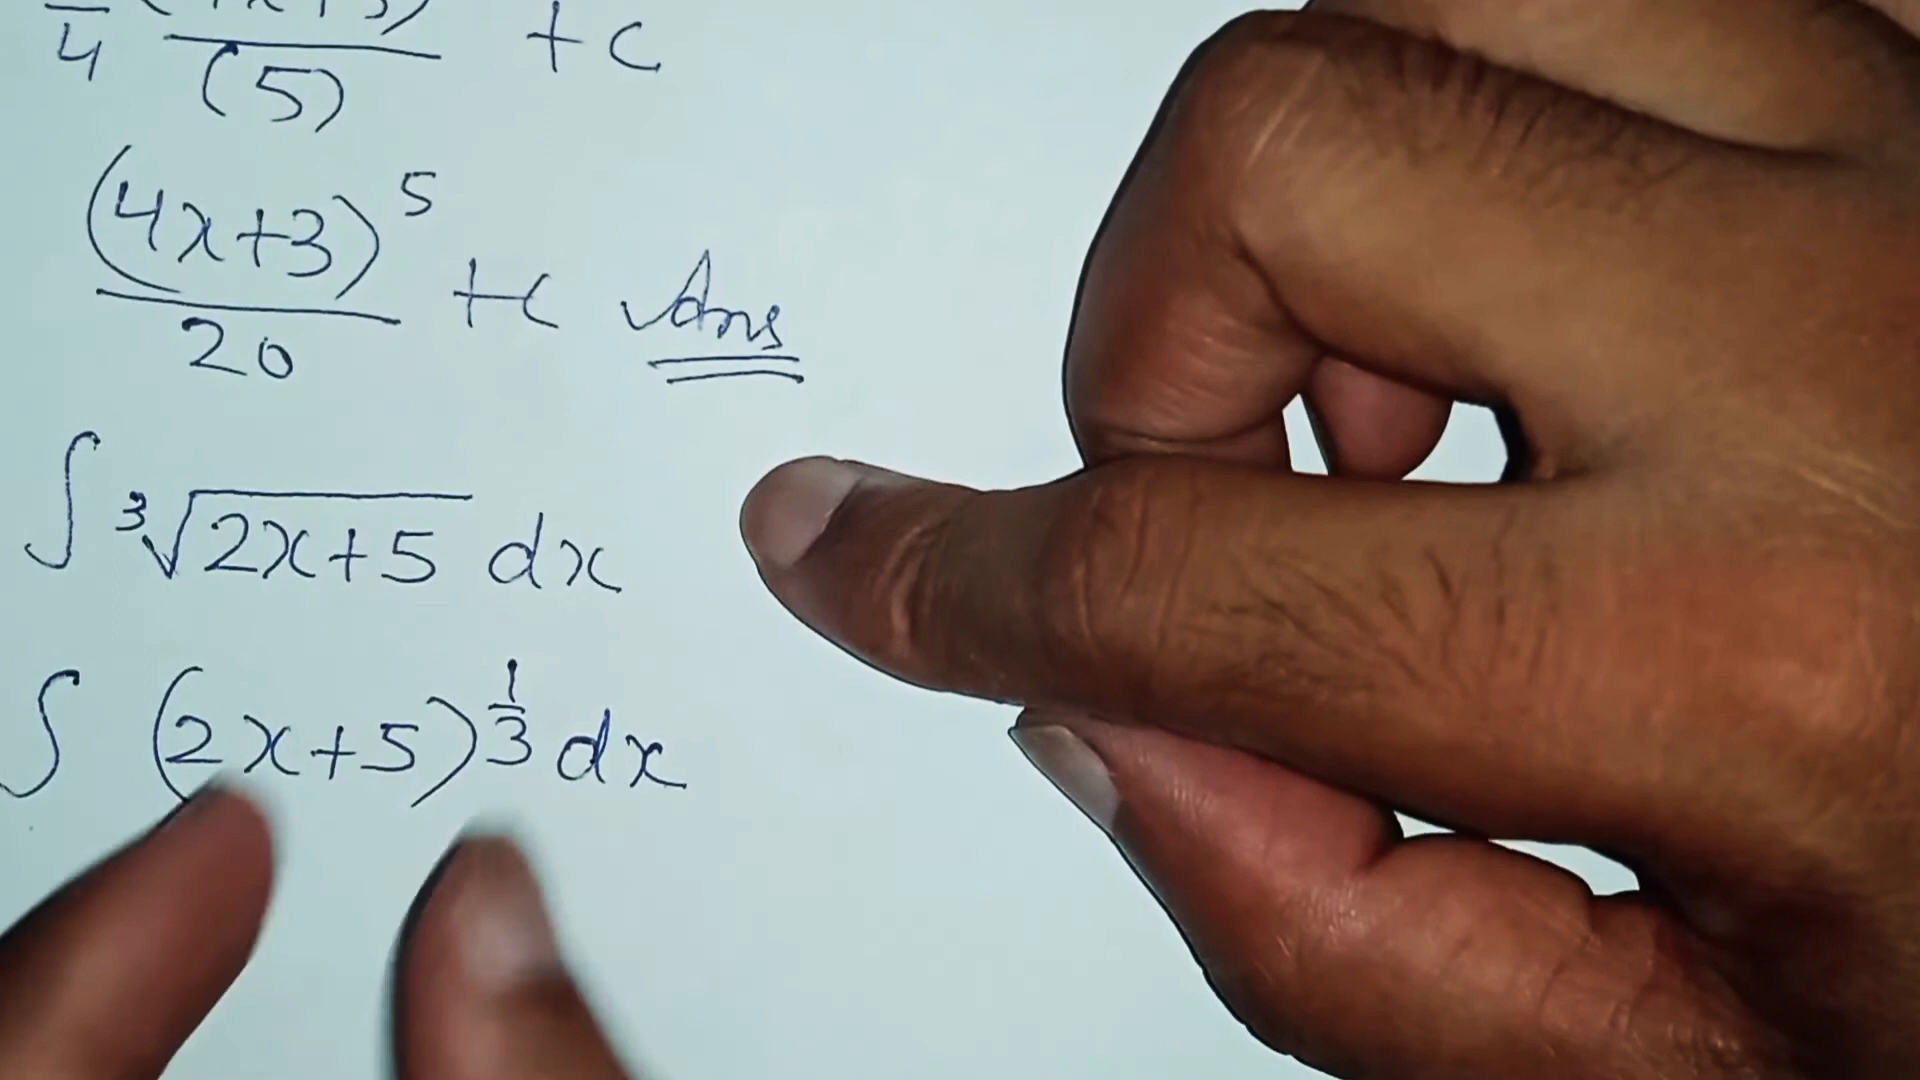 4 (5) +c
(4x+3)^5 / 20 +c Ans
∫ ∛(2x+5) dx
∫ (2x+5)^(1/3) dx